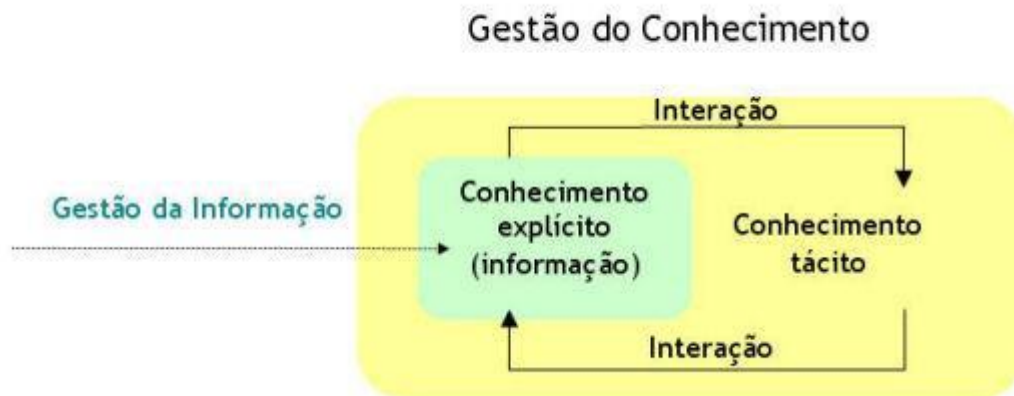 Gestão do Conhecimento
Interação
Gestão da Informação
Conhecimento
explícito
(informação)
Conhecimento
tácito
Interação